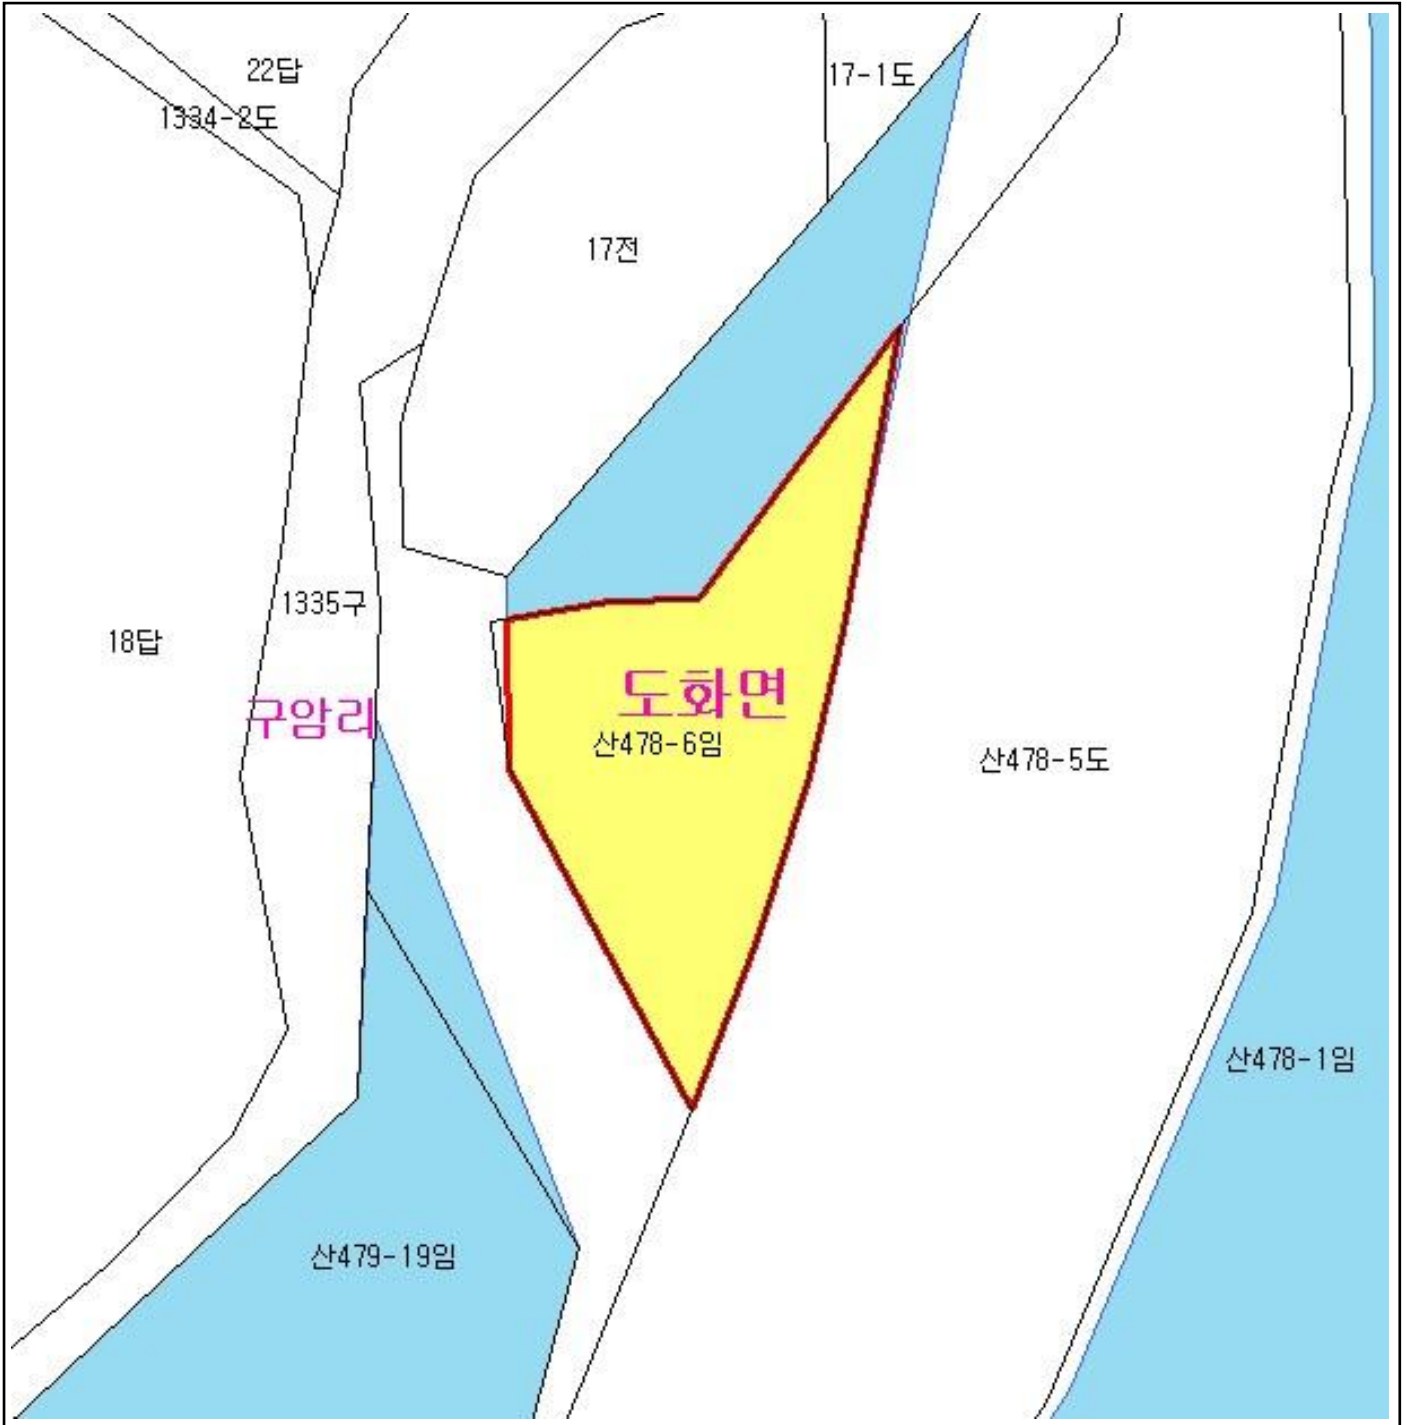 22답
17-1도
1334-2도
17전
1335구
18답
도화면
구암리
산478-6임
산478-5도
산478-1임
산479-19임